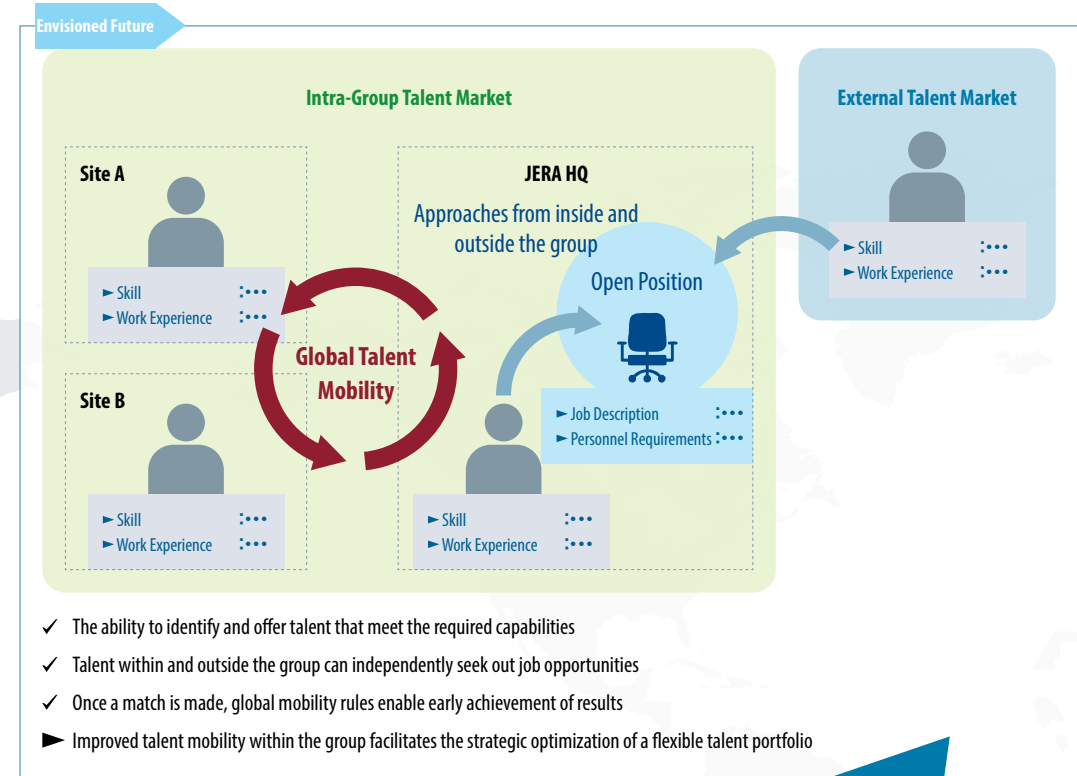 Envisioned Future
Intra-Group Talent Market
External Talent Market
Site A
► Skill :•••
► Work Experience :•••
Site B
► Skill :•••
► Work Experience :•••
Global Talent
Mobility
JERA HQ
Approaches from inside and
outside the group
Open Position
► Job Description :•••
► Personnel Requirements :•••
► Skill :•••
► Work Experience :•••
► Skill :•••
► Work Experience :•••
✓ The ability to identify and offer talent that meet the required capabilities
✓ Talent within and outside the group can independently seek out job opportunities
✓ Once a match is made, global mobility rules enable early achievement of results
► Improved talent mobility within the group facilitates the strategic optimization of a flexible talent portfolio